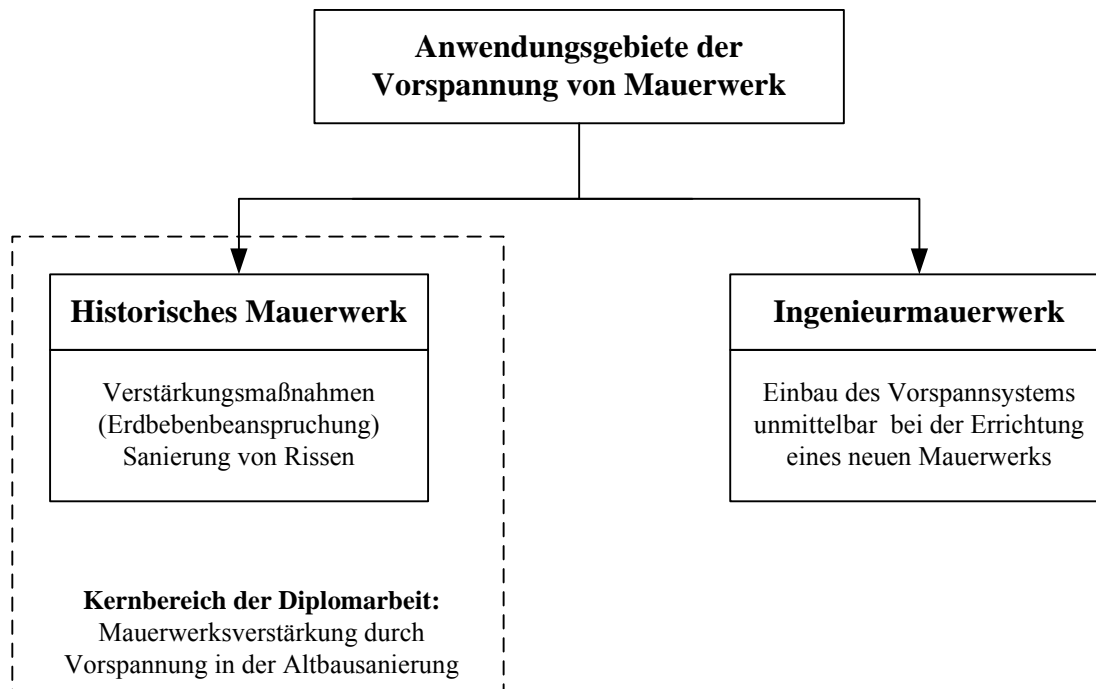 Anwendungsgebiete der
Vorspannung von Mauerwerk
Historisches Mauerwerk
Verstärkungsmaßnahmen
(Erdbebenbeanspruchung)
Sanierung von Rissen
Kernbereich der Diplomarbeit:
Mauerwerksverstärkung durch
Vorspannung in der Altbausanierung
Ingenieurmauerwerk
Einbau des Vorspannsystems
unmittelbar bei der Errichtung
eines neuen Mauerwerks